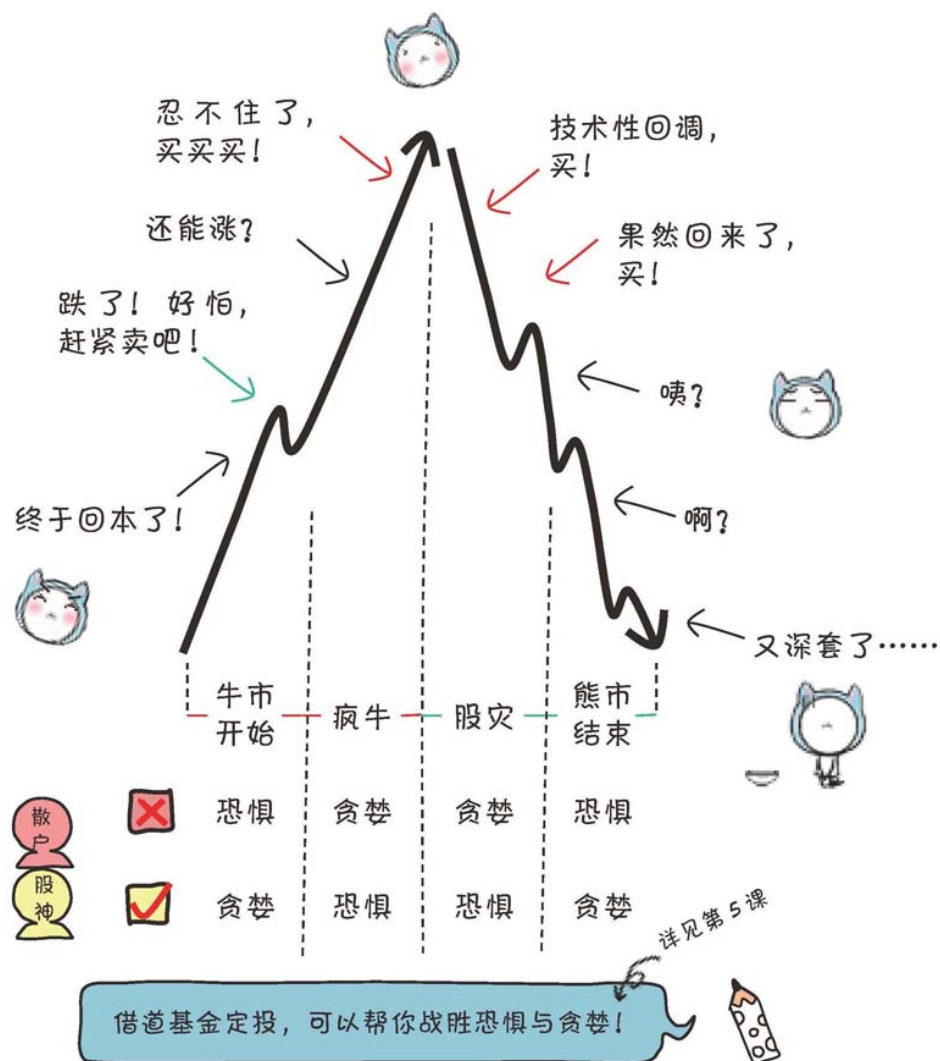 忍不住了，
买买买！
技术性回调，
买！
还能涨？
果然回来了，
买！
跌了！好怕，
赶紧卖吧！
咦？
终于回本了！
啊？
又深套了……
牛市
开始
疯牛
股灾
熊市
结束
散户
恐惧 贪婪 贪婪 恐惧
股神
贪婪 恐惧 恐惧 贪婪
详见第5课
借道基金定投，可以帮你战胜恐惧与贪婪！